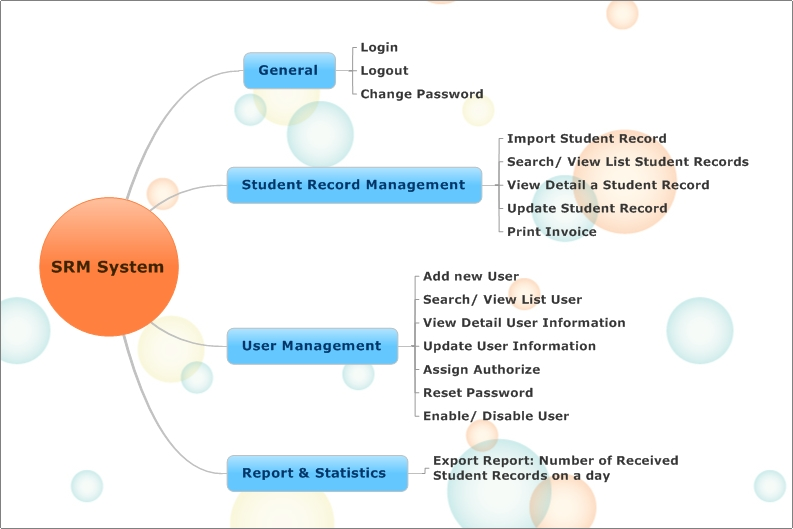 General
Login
Logout
Change Password
Student Record Management
Import Student Record
Search/ View List Student Records
View Detail a Student Record
Update Student Record
Print Invoice
SRM System
User Management
Add new User
Search/ View List User
View Detail User Information
Update User Information
Assign Authorize
Reset Password
Enable/ Disable User
Report & Statistics
Export Report: Number of Received
Student Records on a day